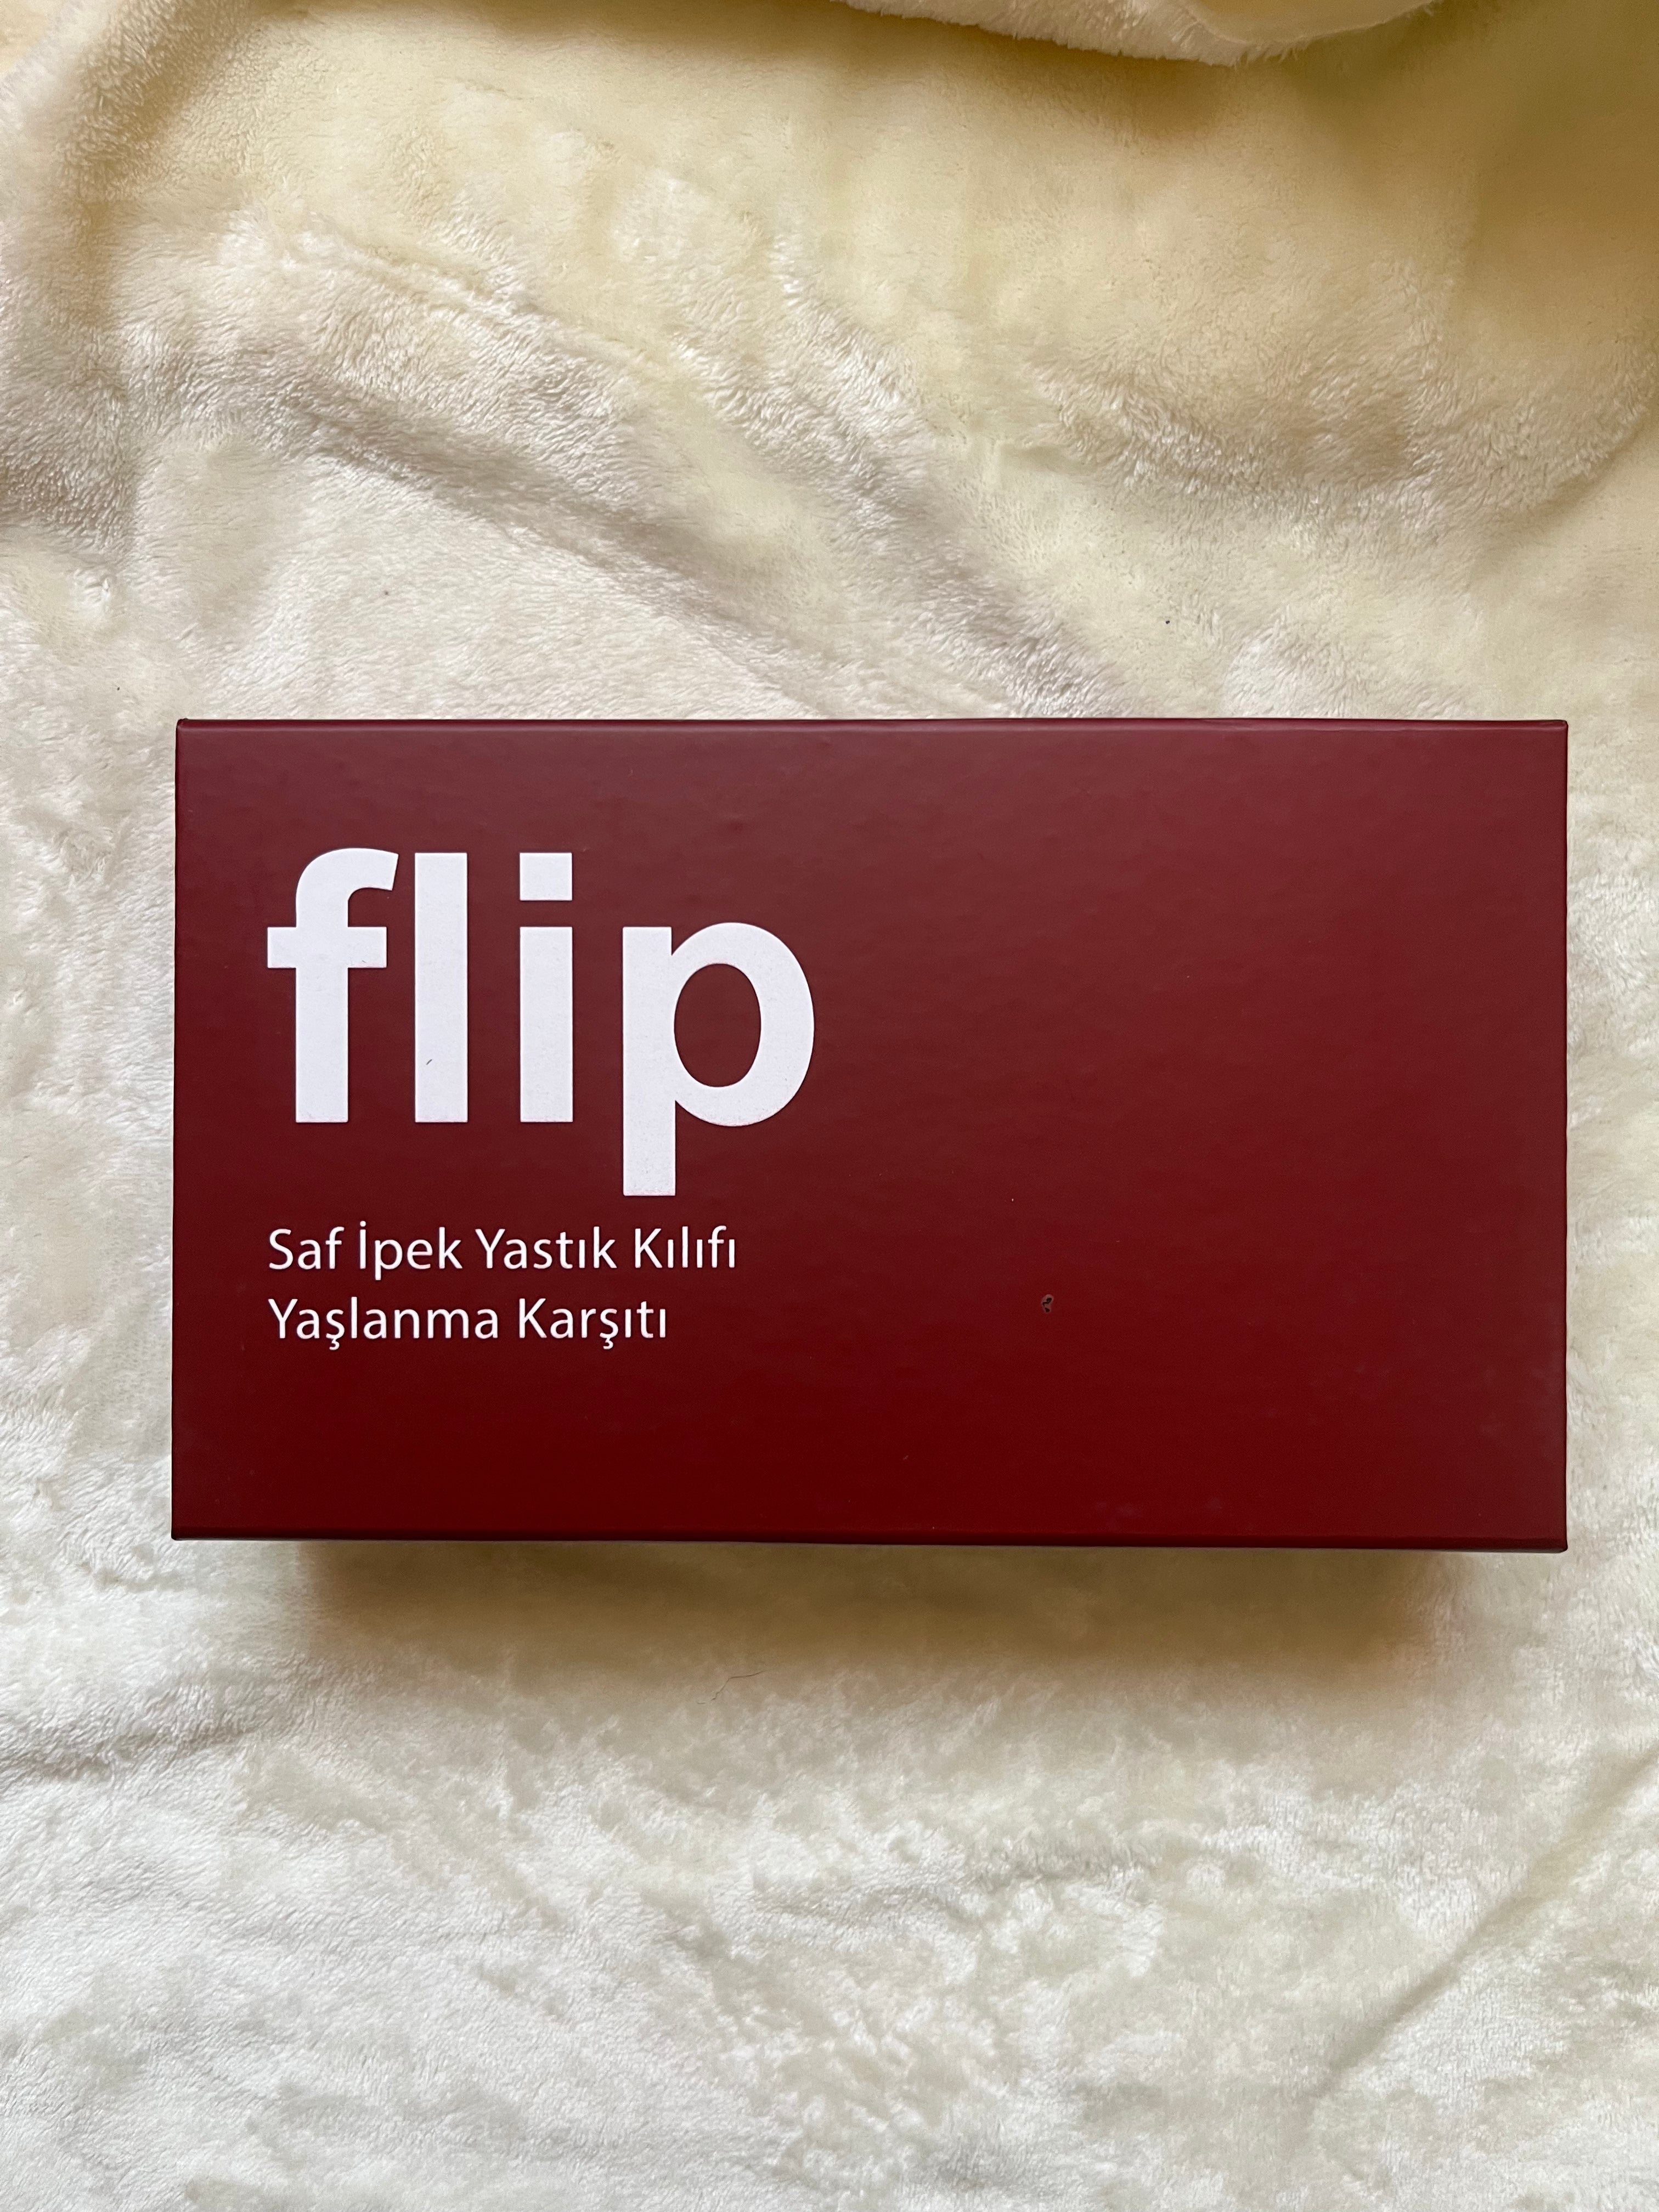 flip
Saf İpek Yastık Kılıfı
Yaşlanma Karşıtı